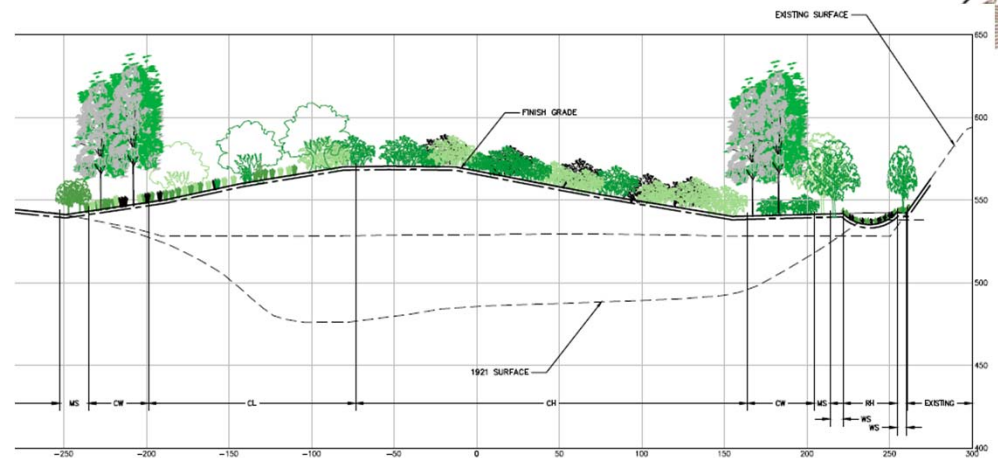 EXISTING SURFACE
650
FINISH GRADE
600
550
500
1921 SURFACE
450
MS CW CL CH CW MS RH EXISTING
WS
WS
400
-250 -200 -150 -100 -50 0 50 100 150 200 250 300